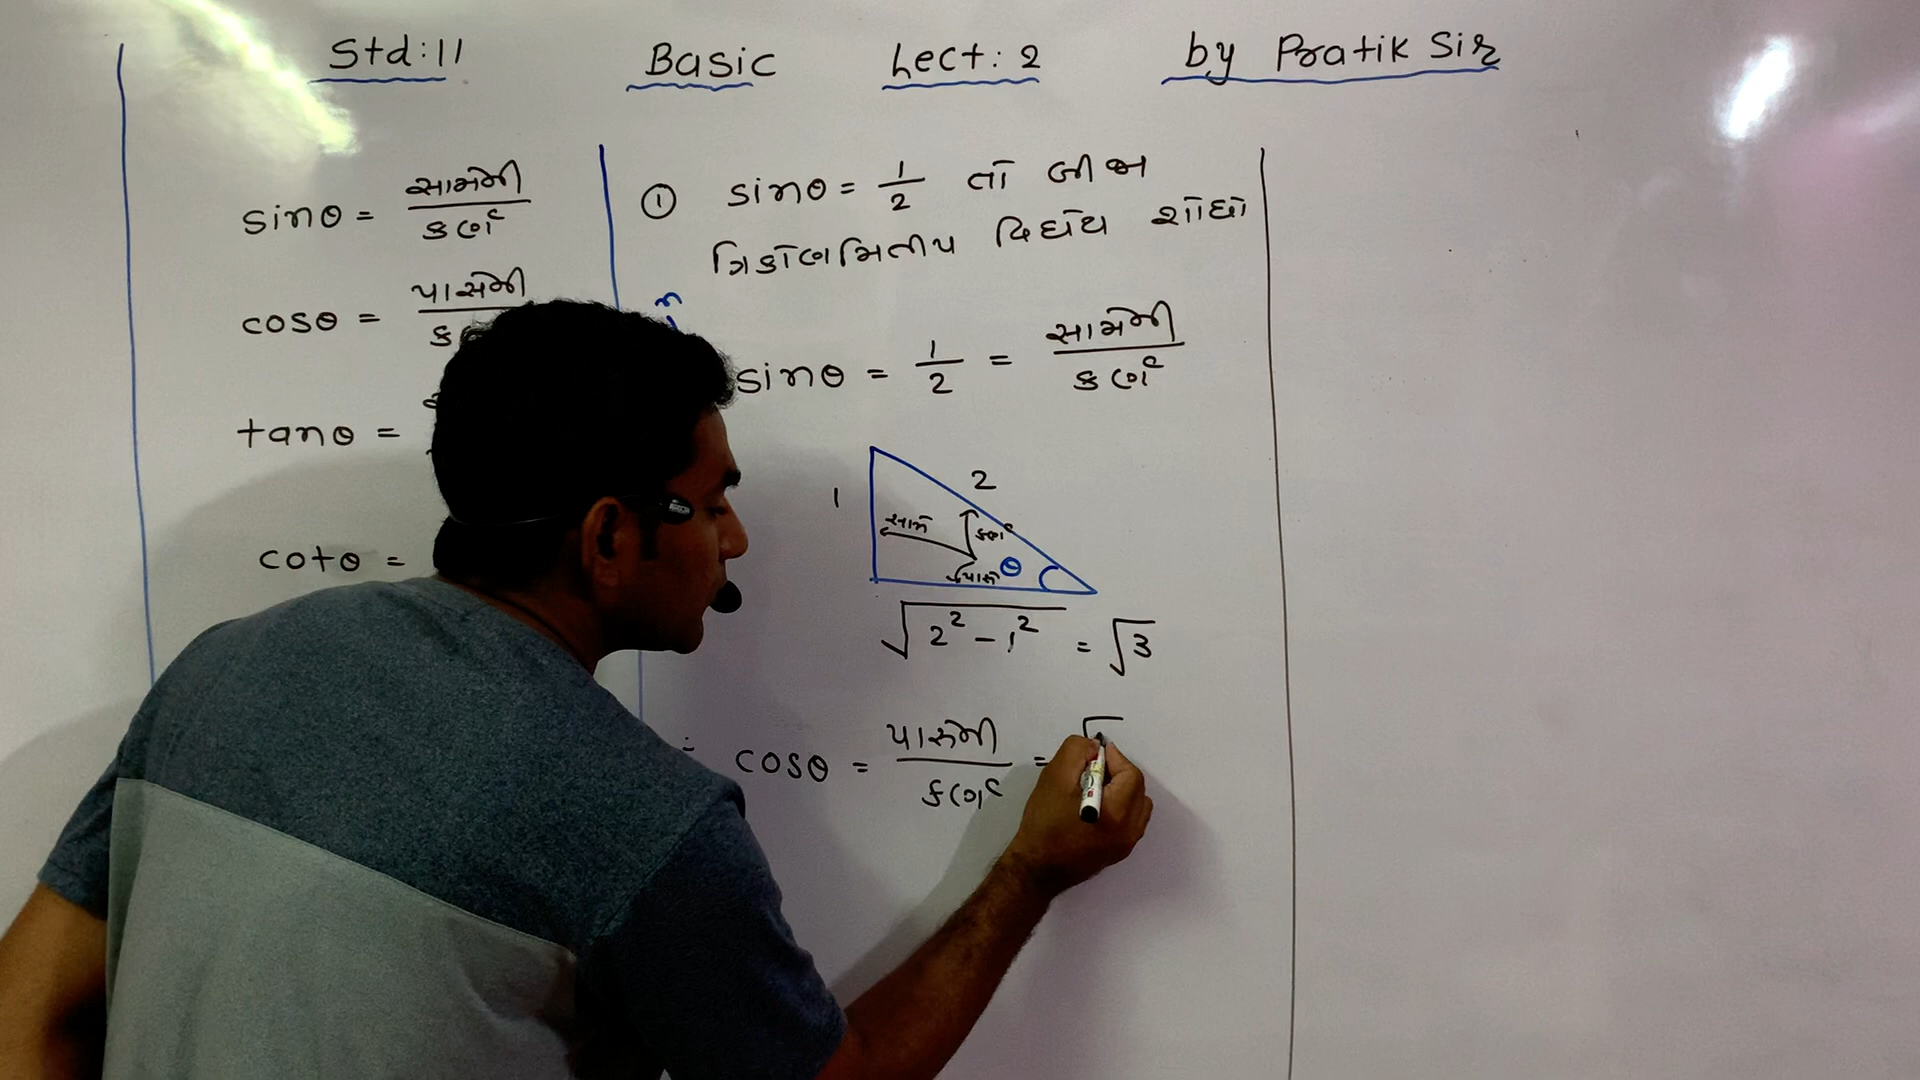 Std:11 Basic Lect: 2 by Pratik Sir
sinθ = સામેની / કર્ણ
cosθ = પાસેની
tanθ =
cotθ =
① sinθ = 1/2 તો બીજા
ત્રિકોણમિતીય વિધેય શોધો
sinθ = 1/2 = સામેની / કર્ણ
1
2
સામે
કર્ણ
પાસે
θ
√(2² - 1²) = √3
∴ cosθ = પાસેની / કર્ણ = √